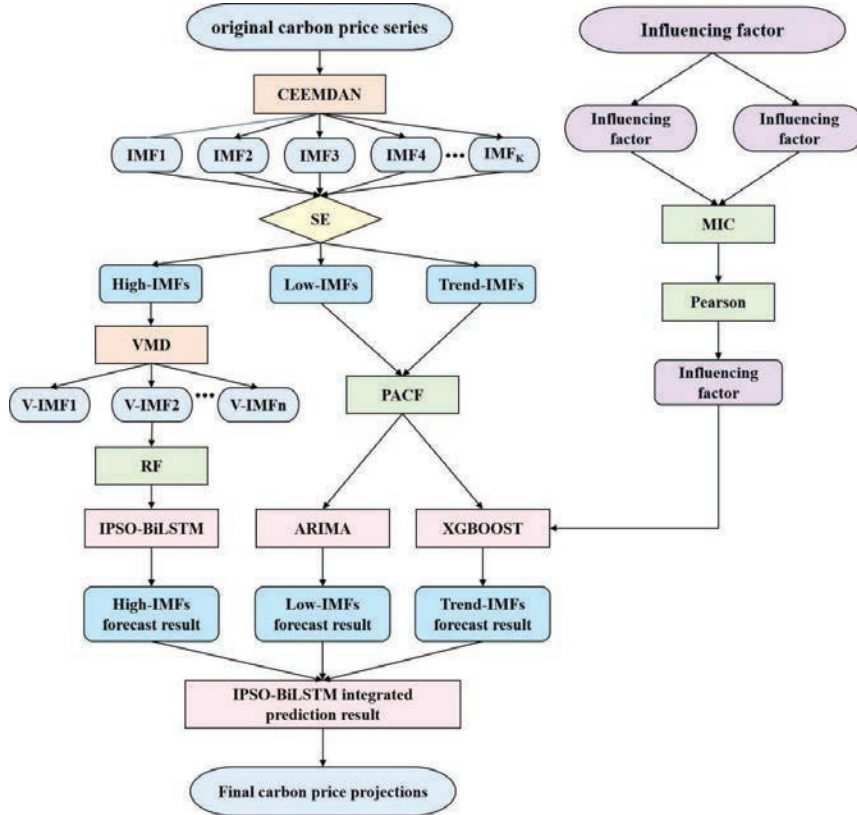 original carbon price series
Influencing factor
CEEMDAN
Influencing
factor
Influencing
factor
IMF1
IMF2
IMF3
IMF4
IMFK
SE
MIC
High-IMFs
Low-IMFs
Trend-IMFs
Pearson
VMD
Influencing
factor
V-IMF1
V-IMF2
V-IMFn
PACF
RF
IPSO-BiLSTM
ARIMA
XGBOOST
High-IMFs
forecast result
Low-IMFs
forecast result
Trend-IMFs
forecast result
IPSO-BiLSTM integrated
prediction result
Final carbon price projections